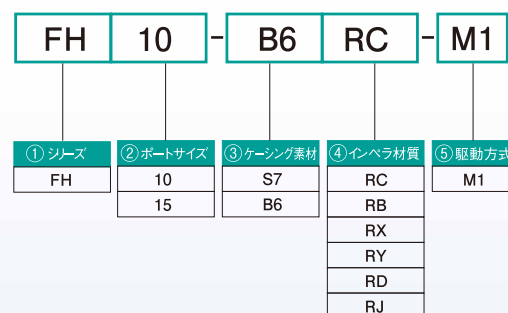 FH 10 - B6 RC - M1
①シリーズ ②ポートサイズ ③ケーシング素材 ④インペラ材質 ⑤駆動方式
FH 10 S7 RC M1
15 B6 RB
RX
RY
RD
RJ